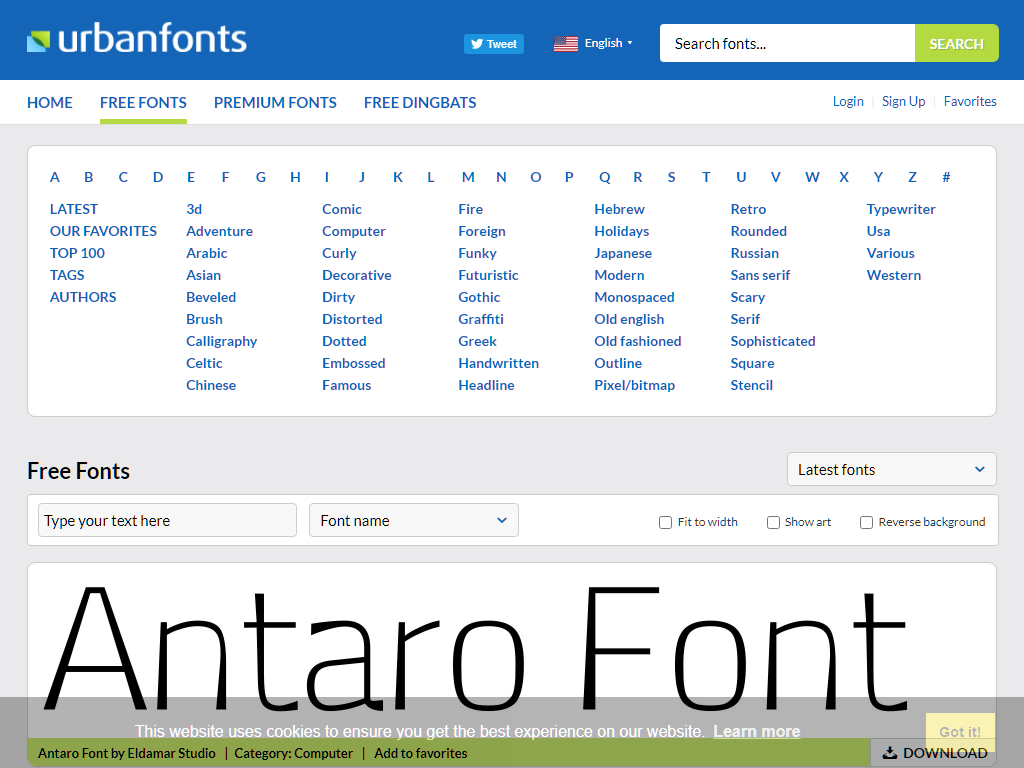 urbanfonts
Tweet
English
Search fonts...
SEARCH
HOME FREE FONTS PREMIUM FONTS FREE DINGBATS
Login Sign Up Favorites
A B C D E F G H I J K L M N O P Q R S T U V W X Y Z #
LATEST 3d Comic Fire Hebrew Retro Typewriter
OUR FAVORITES Adventure Computer Foreign Holidays Rounded Usa
TOP 100 Arabic Curly Funky Japanese Russian Various
TAGS Asian Decorative Futuristic Modern Sans serif Western
AUTHORS Beveled Dirty Gothic Monospaced Scary
Brush Distorted Graffiti Old english Serif
Calligraphy Dotted Greek Old fashioned Sophisticated
Celtic Embossed Handwritten Outline Square
Chinese Famous Headline Pixel/bitmap Stencil
Free Fonts
Latest fonts
Type your text here
Font name
Fit to width Show art Reverse background
Antaro Font
This website uses cookies to ensure you get the best experience on our website. Learn more
Got it!
Antaro Font by Eldamar Studio | Category: Computer | Add to favorites
DOWNLOAD